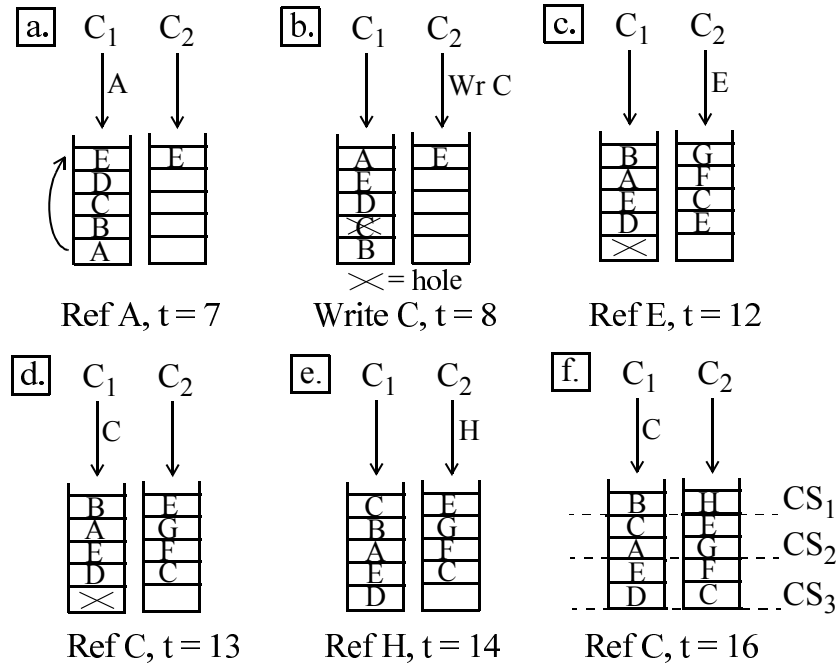 a.
C1 C2
A
E E
D
C
B
A
Ref A, t = 7
b.
C1 C2
Wr C
A E
E
D
C
B
= hole
Write C, t = 8
c.
C1 C2
E
B G
A F
E C
D E
Ref E, t = 12
d.
C1 C2
C
B E
A G
E F
D C
Ref C, t = 13
e.
C1 C2
H
C E
B G
A F
E C
D
Ref H, t = 14
f.
C1 C2
C
B H
CS1
C E
A G
CS2
E F
D C
CS3
Ref C, t = 16